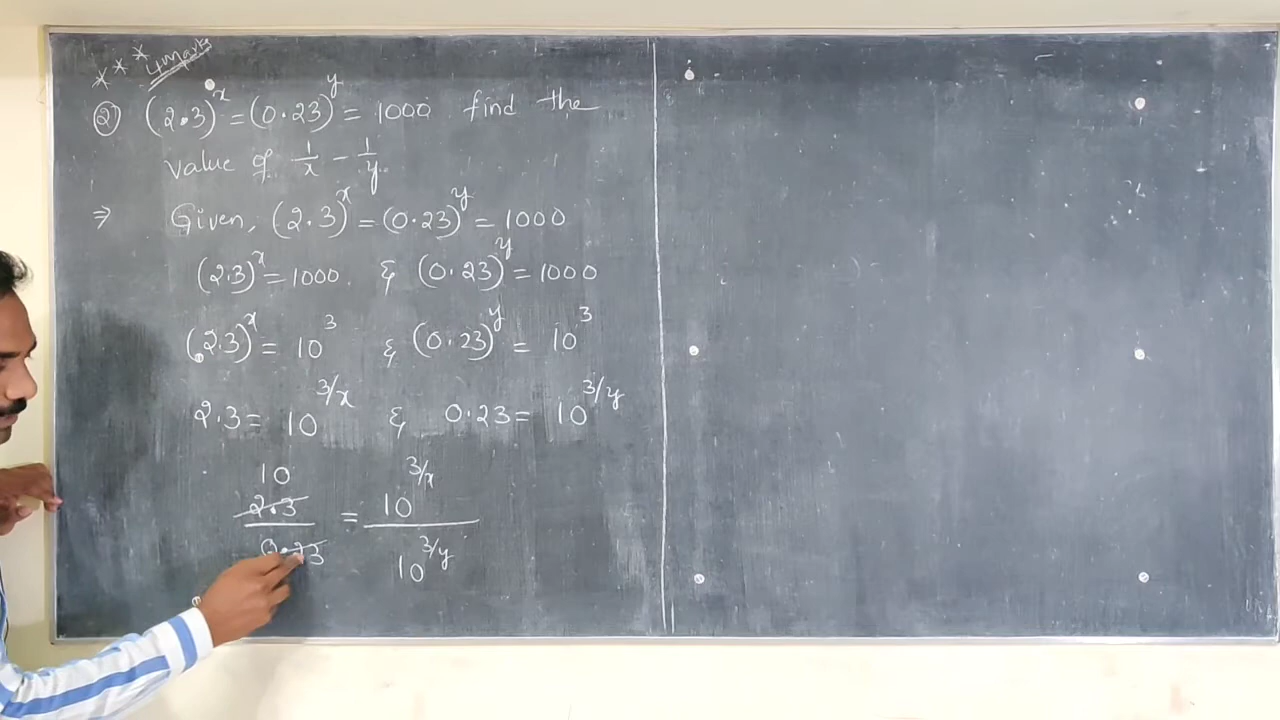 *** 4 Marks
② (2.3)^x = (0.23)^y = 1000 find the
value of 1/x - 1/y.
⇒ Given, (2.3)^x = (0.23)^y = 1000
(2.3)^x = 1000. & (0.23)^y = 1000
(2.3)^x = 10^3 & (0.23)^y = 10^3
2.3 = 10^3/x & 0.23 = 10^3/y
10
2.3/0.23 = 10^3/x / 10^3/y